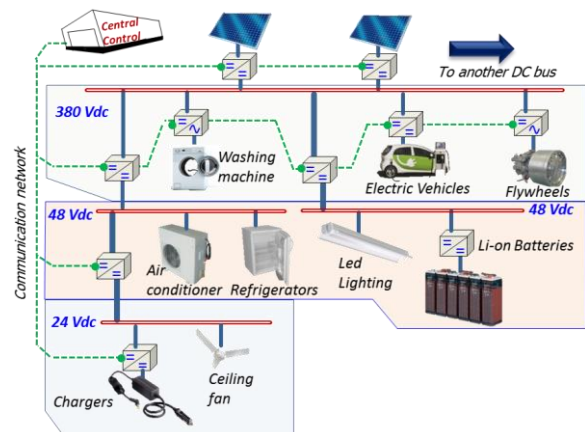 Central
Control
To another DC bus
380 Vdc
Washing
machine
Electric Vehicles
Flywheels
Communication network
48 Vdc
48 Vdc
Air
conditioner
Refrigerators
Led
Lighting
Li-on Batteries
24 Vdc
Chargers
Ceiling
fan